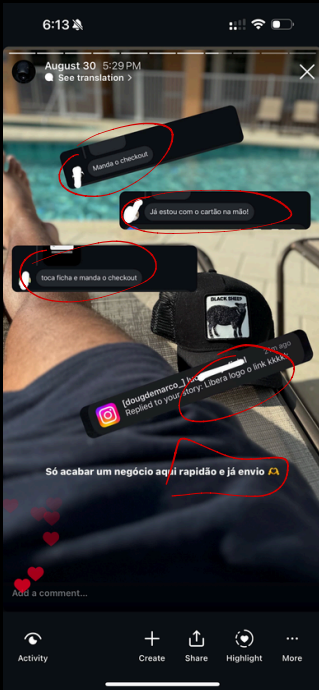 6:13
August 30 5:29 PM
See translation >
Manda o checkout
Já estou com o cartão na mão!
toca ficha e manda o checkout
BLACK SHEEP
ago
[dougdemarco_]
Replied to your story: Libera logo o link kkkk
Só acabar um negócio aqui rapidão e já envio 🫶
Add a comment...
Activity
Create
Share
Highlight
More